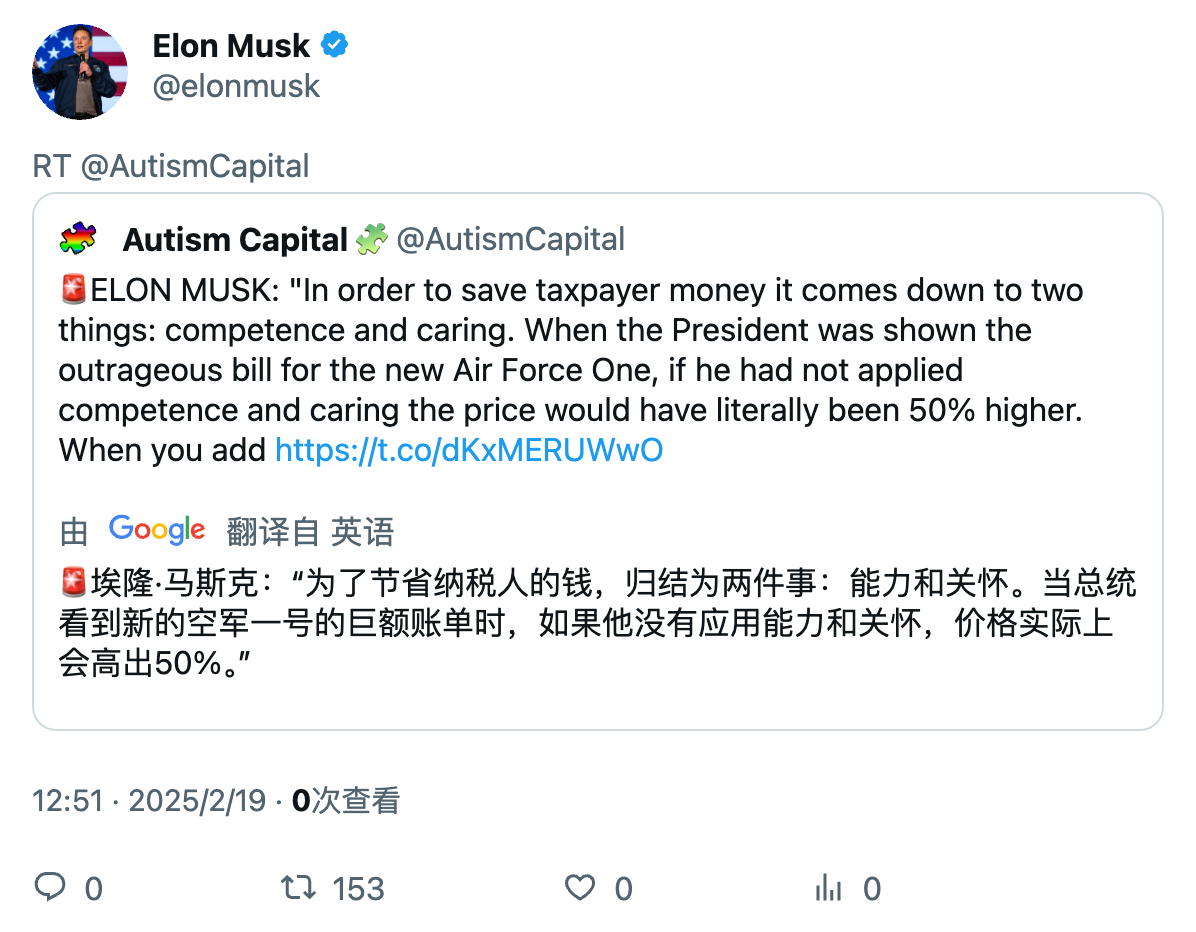 Elon Musk
@elonmusk
RT @AutismCapital
Autism Capital🧩 @AutismCapital
🚨ELON MUSK: "In order to save taxpayer money it comes down to two
things: competence and caring. When the President was shown the
outrageous bill for the new Air Force One, if he had not applied
competence and caring the price would have literally been 50% higher.
When you add https://t.co/dKxMERUWwO
由 Google 翻译自 英语
🚨埃隆·马斯克：“为了节省纳税人的钱，归结为两件事：能力和关怀。当总统
看到新的空军一号的巨额账单时，如果他没有应用能力和关怀，价格实际上
会高出50%。”
12:51 · 2025/2/19 · 0次查看
0 153 0 0